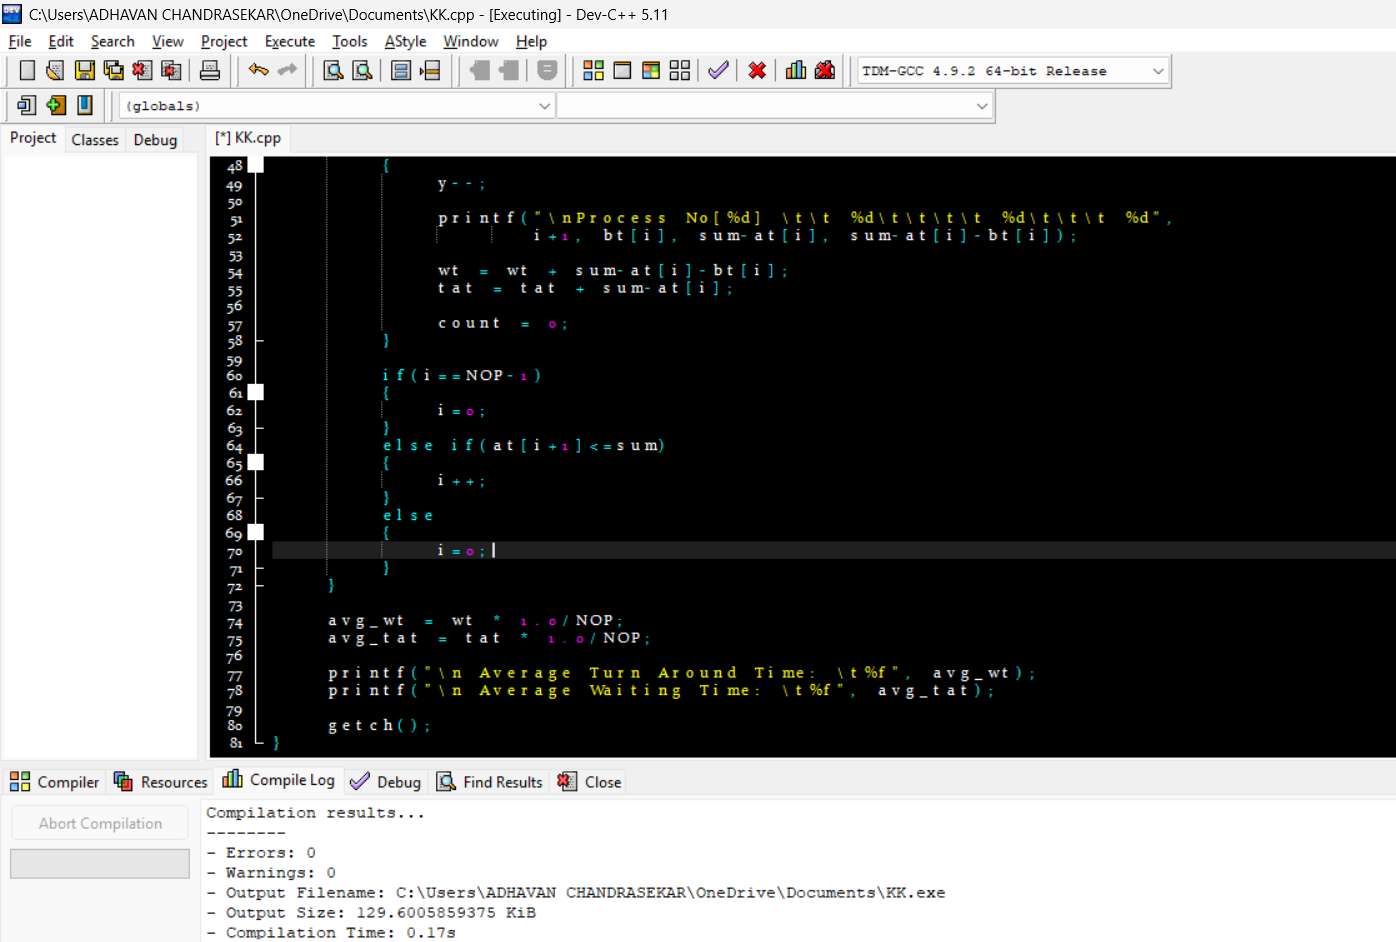 C:\Users\ADHAVAN CHANDRASEKAR\OneDrive\Documents\KK.cpp - [Executing] - Dev-C++ 5.11
File Edit Search View Project Execute Tools AStyle Window Help
TDM-GCC 4.9.2 64-bit Release
(globals)
Project Classes Debug [*] KK.cpp
48 {
49 y--;
50
51 printf("\nProcess No[%d] \t\t %d\t\t\t\t %d\t\t\t %d",
52 i+1, bt[i], sum-at[i], sum-at[i]-bt[i]);
53
54 wt = wt + sum-at[i]-bt[i];
55 tat = tat + sum-at[i];
56
57 count = 0;
58 }
59
60 if(i==NOP-1)
61 {
62 i=0;
63 }
64 else if(at[i+1]<=sum)
65 {
66 i++;
67 }
68 else
69 {
70 i=0;
71 }
72 }
73
74 avg_wt = wt * 1.0/NOP;
75 avg_tat = tat * 1.0/NOP;
76
77 printf("\n Average Turn Around Time: \t%f", avg_wt);
78 printf("\n Average Waiting Time: \t%f", avg_tat);
79
80 getch();
81 }
Compiler Resources Compile Log Debug Find Results Close
Abort Compilation
Compilation results...
--------
- Errors: 0
- Warnings: 0
- Output Filename: C:\Users\ADHAVAN CHANDRASEKAR\OneDrive\Documents\KK.exe
- Output Size: 129.6005859375 KiB
- Compilation Time: 0.17s